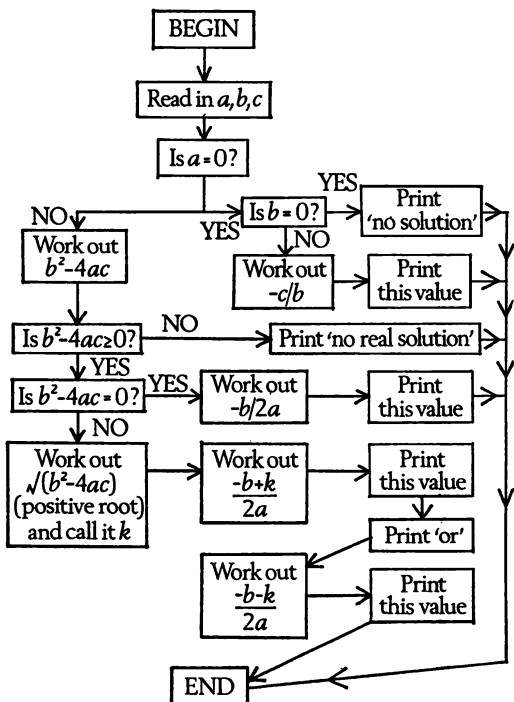 BEGIN
Read in a,b,c
Is a=0?
NO
YES
Is b=0?
YES
Print
'no solution'
NO
Work out
-c/b
Print
this value
Work out
b²-4ac
Is b²-4ac≥0?
NO
Print 'no real solution'
YES
Is b²-4ac=0?
YES
Work out
-b/2a
Print
this value
NO
Work out
√(b²-4ac)
(positive root)
and call it k
Work out
-b+k
2a
Print
this value
Print 'or'
Work out
-b-k
2a
Print
this value
END